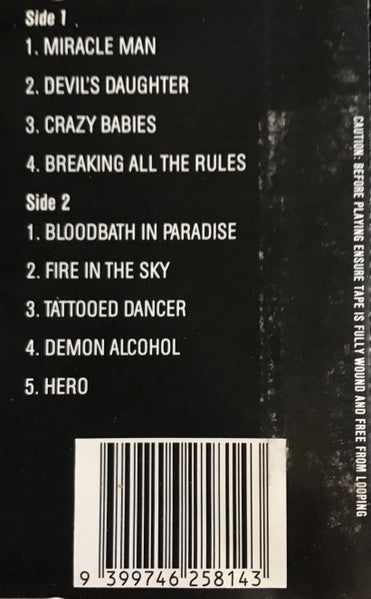 Side 1
1. MIRACLE MAN
2. DEVIL'S DAUGHTER
3. CRAZY BABIES
4. BREAKING ALL THE RULES
Side 2
1. BLOODBATH IN PARADISE
2. FIRE IN THE SKY
3. TATTOOED DANCER
4. DEMON ALCOHOL
5. HERO
9 399746 258143
CAUTION: BEFORE PLAYING ENSURE TAPE IS FULLY WOUND AND FREE FROM LOOPING